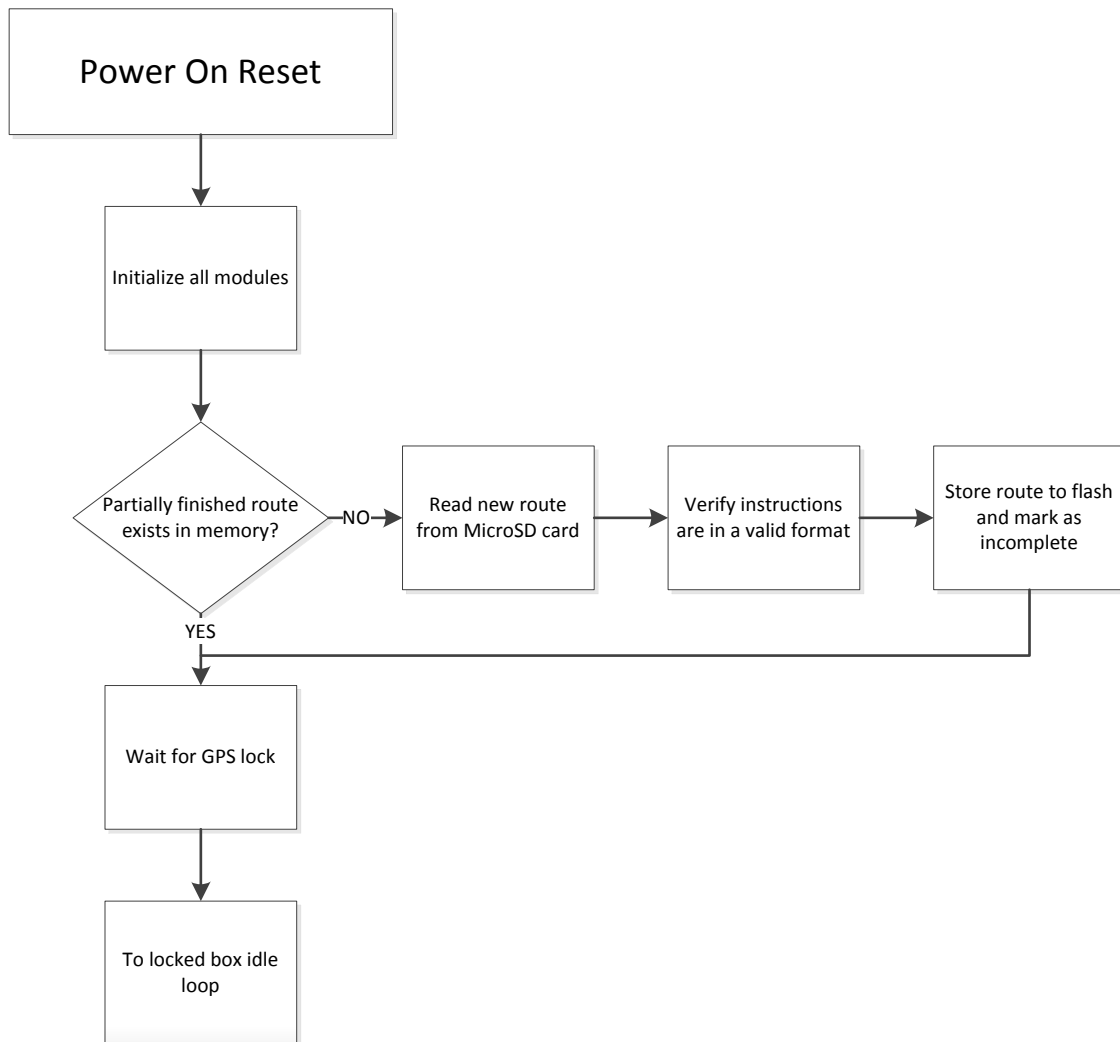 Power On Reset
Initialize all modules
Partially finished route
exists in memory?
NO
Read new route
from MicroSD card
Verify instructions
are in a valid format
Store route to flash
and mark as
incomplete
YES
Wait for GPS lock
To locked box idle
loop